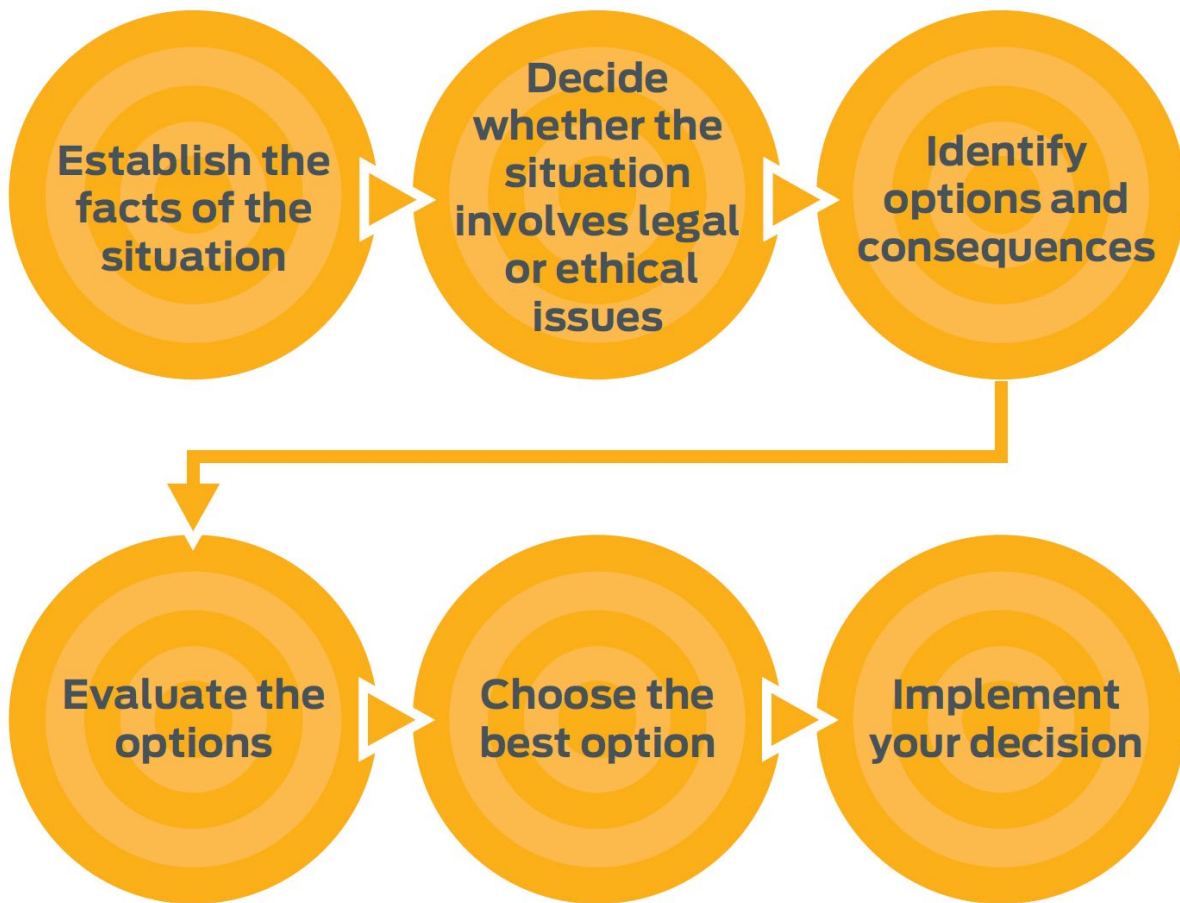 Establish the
facts of the
situation
Decide
whether the
situation
involves legal
or ethical
issues
Identify
options and
consequences
Evaluate the
options
Choose the
best option
Implement
your decision